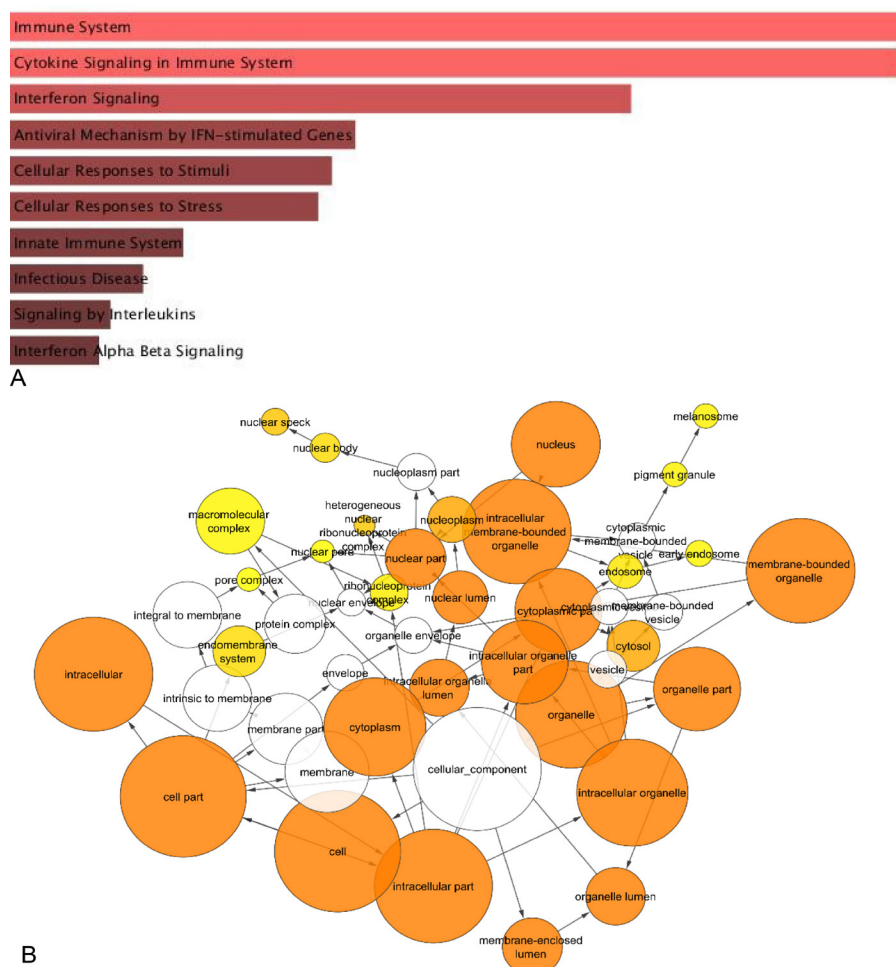 Immune System
Cytokine Signaling in Immune System
Interferon Signaling
Antiviral Mechanism by IFN-stimulated Genes
Cellular Responses to Stimuli
Cellular Responses to Stress
Innate Immune System
Infectious Disease
Signaling by Interleukins
Interferon Alpha Beta Signaling
A
melanosome
nuclear speck
nuclear body
nucleus
nucleoplasm part
pigment granule
heterogeneous
nuclear
ribonucleoprotein
complex
macromolecular
complex
nucleoplasm
intracellular
membrane-bounded
organelle
cytoplasmic
membrane-bounded
vesicle
early endosome
nuclear pore
nuclear part
endosome
membrane-bounded
organelle
pore complex
ribonucleoprotein
complex
nuclear lumen
integral to membrane
nuclear envelope
cytoplasmic pa
cytoplasmic
membrane-bounded
vesicle
protein complex
organelle envelope
cytosol
endomembrane
system
intracellular organelle
part
vesicle
intracellular
envelope
intracellular organelle
lumen
organelle part
intrinsic to membrane
membrane part
cytoplasm
organelle
membrane
cellular_component
cell part
intracellular organelle
cell
intracellular part
organelle lumen
membrane-enclosed
lumen
B